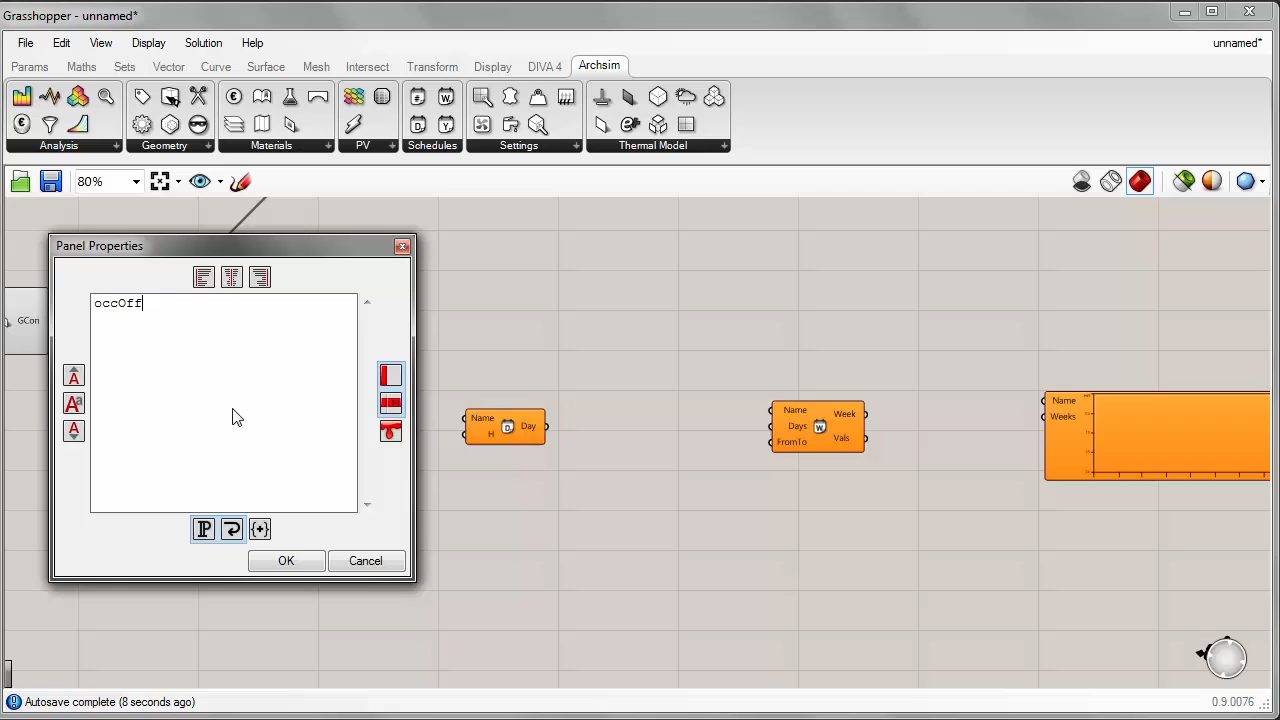 Grasshopper - unnamed*
File Edit View Display Solution Help unnamed*
Params Maths Sets Vector Curve Surface Mesh Intersect Transform Display DIVA 4 Archsim
Analysis Geometry Materials PV Schedules Settings Thermal Model
80%
Panel Properties
occOff
GCon
OK Cancel
Name
H
Day
Name
Days
FromTo
Week
Vals
Name
Weeks
Autosave complete (8 seconds ago) 0.9.0076